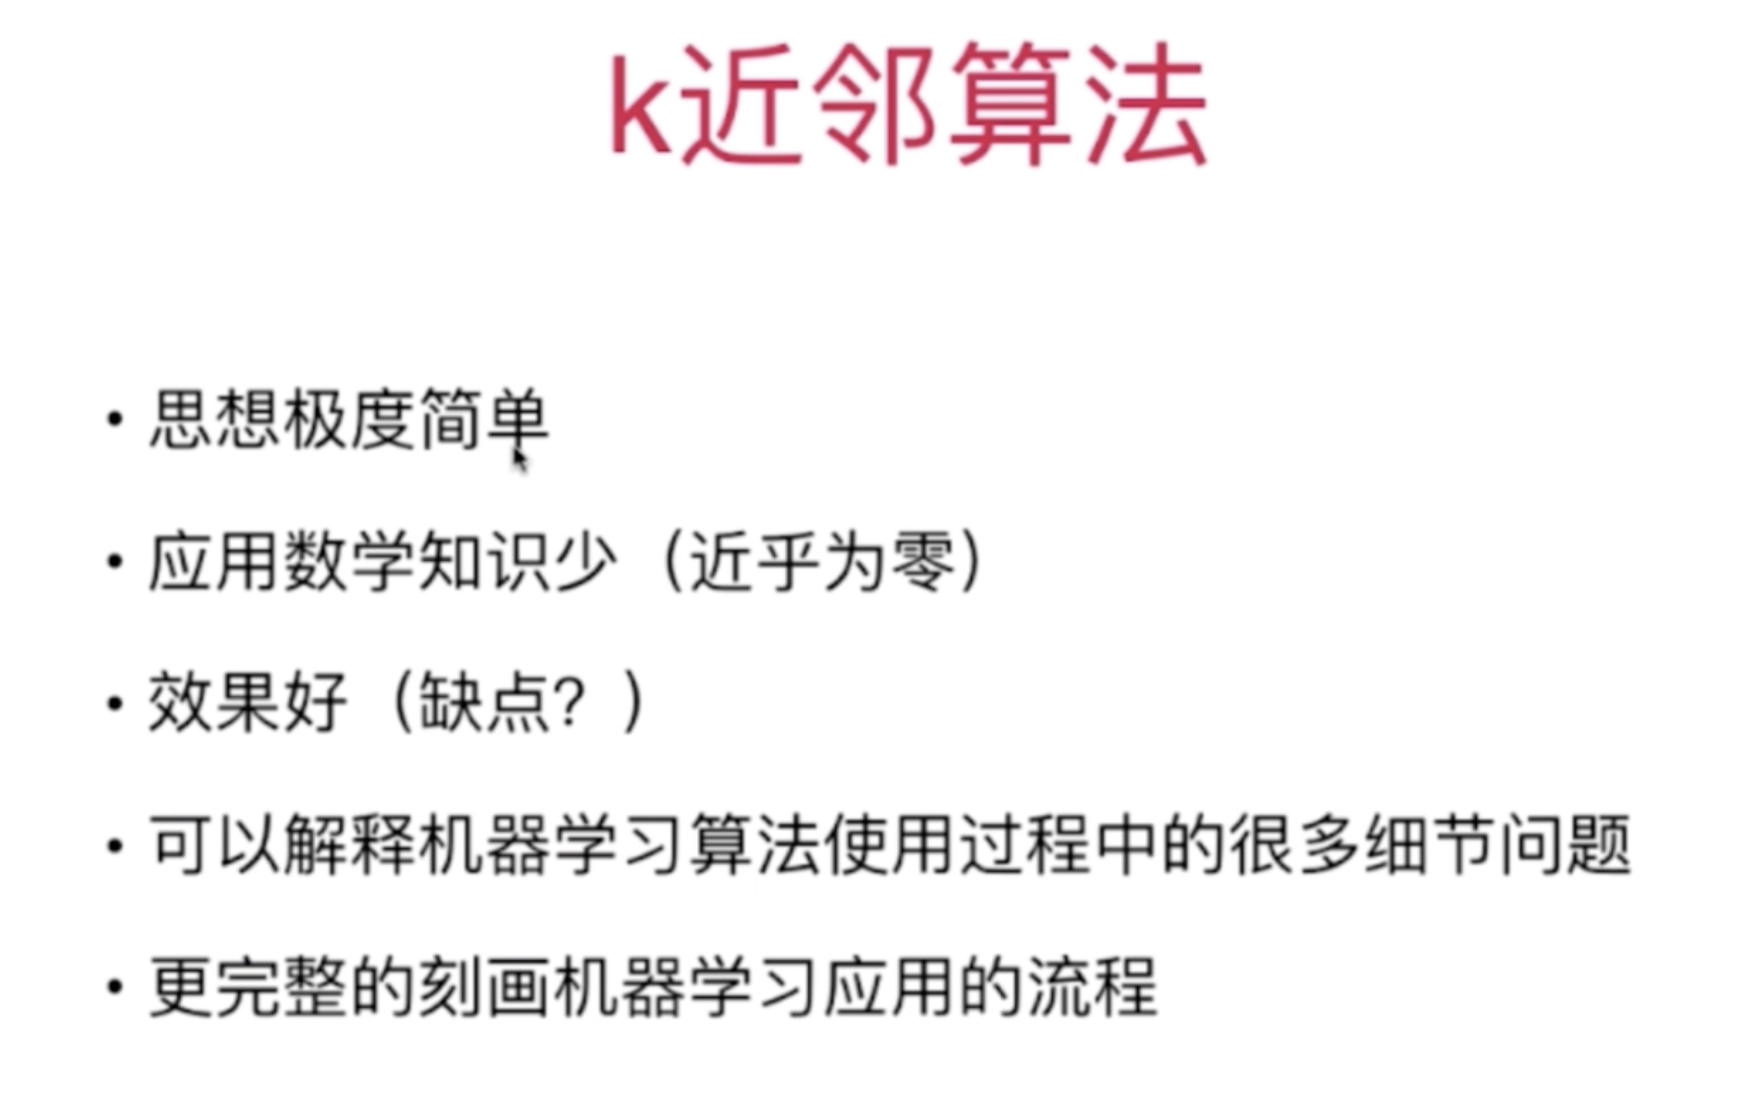 k近邻算法
• 思想极度简单
• 应用数学知识少（近乎为零）
• 效果好（缺点？）
• 可以解释机器学习算法使用过程中的很多细节问题
• 更完整的刻画机器学习应用的流程